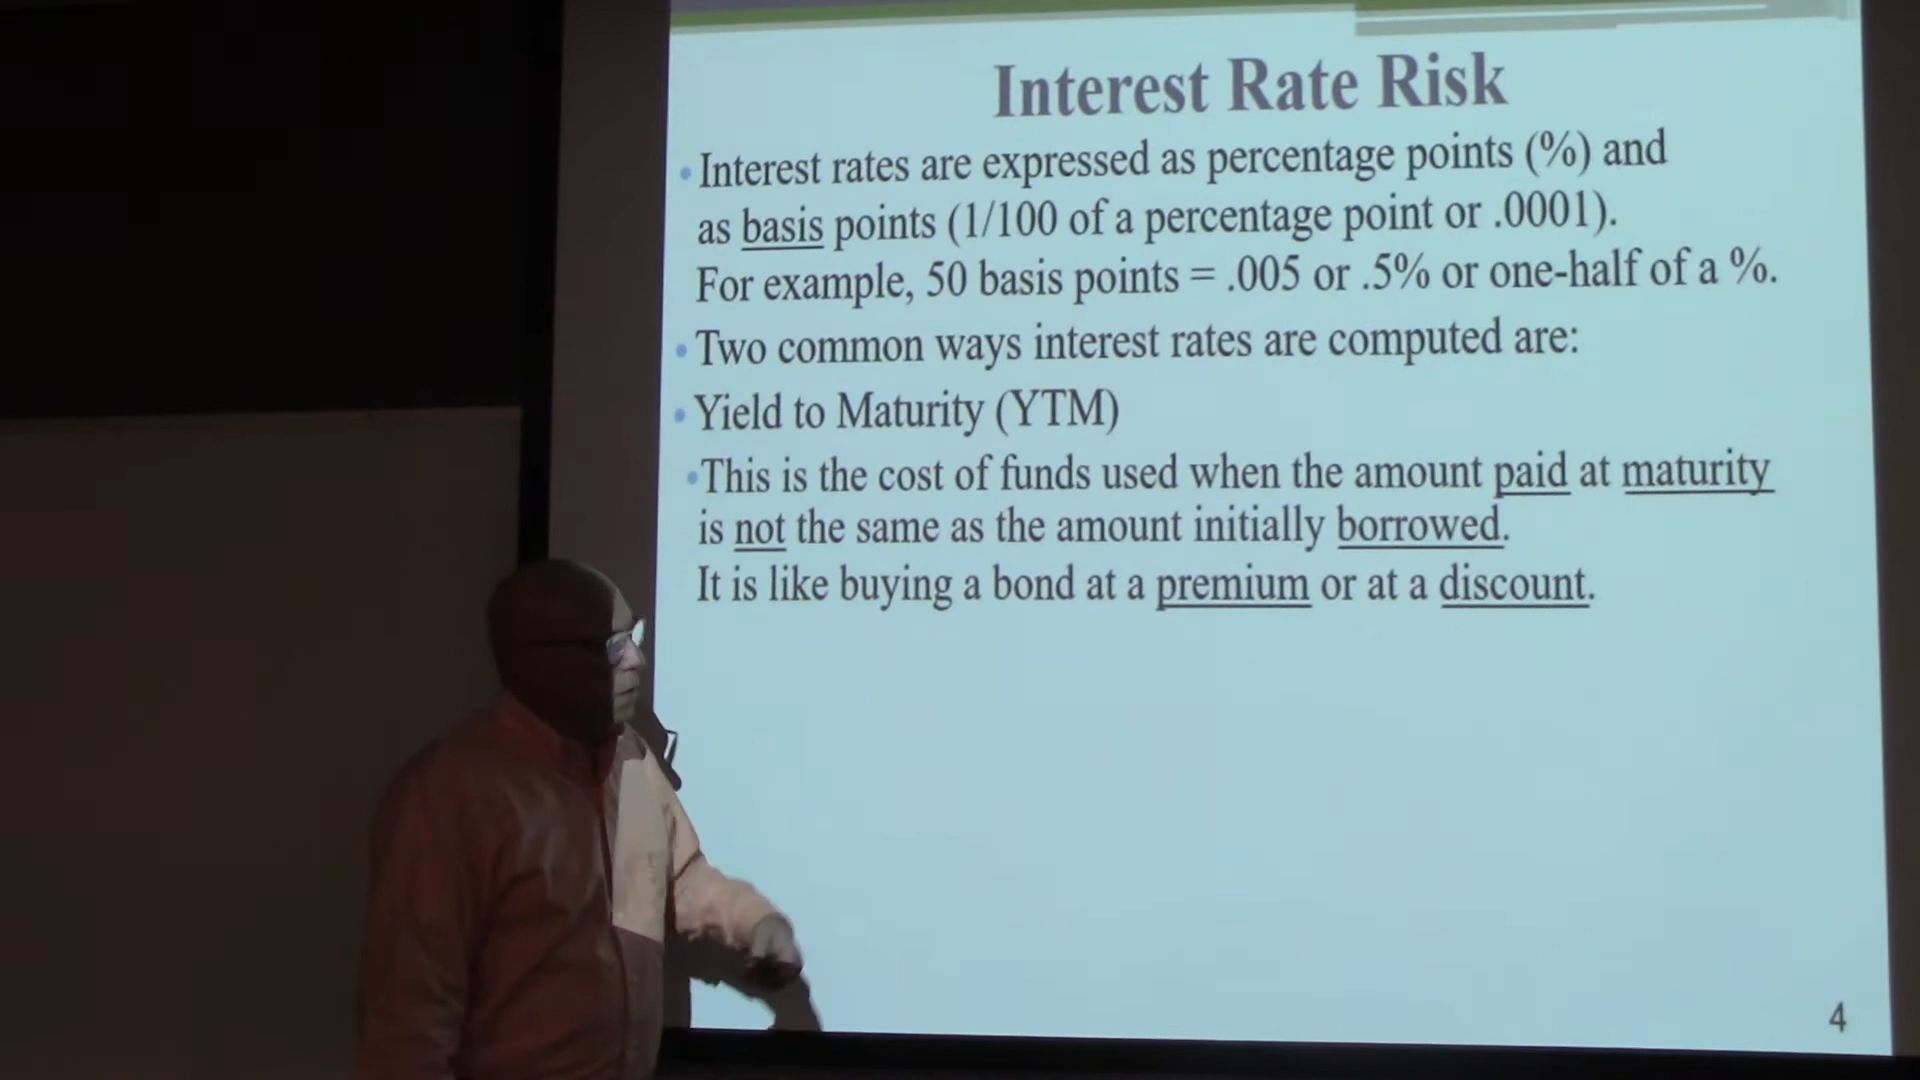 Interest Rate Risk
• Interest rates are expressed as percentage points (%) and
as basis points (1/100 of a percentage point or .0001).
For example, 50 basis points = .005 or .5% or one-half of a %.
• Two common ways interest rates are computed are:
• Yield to Maturity (YTM)
• This is the cost of funds used when the amount paid at maturity
is not the same as the amount initially borrowed.
It is like buying a bond at a premium or at a discount.
4